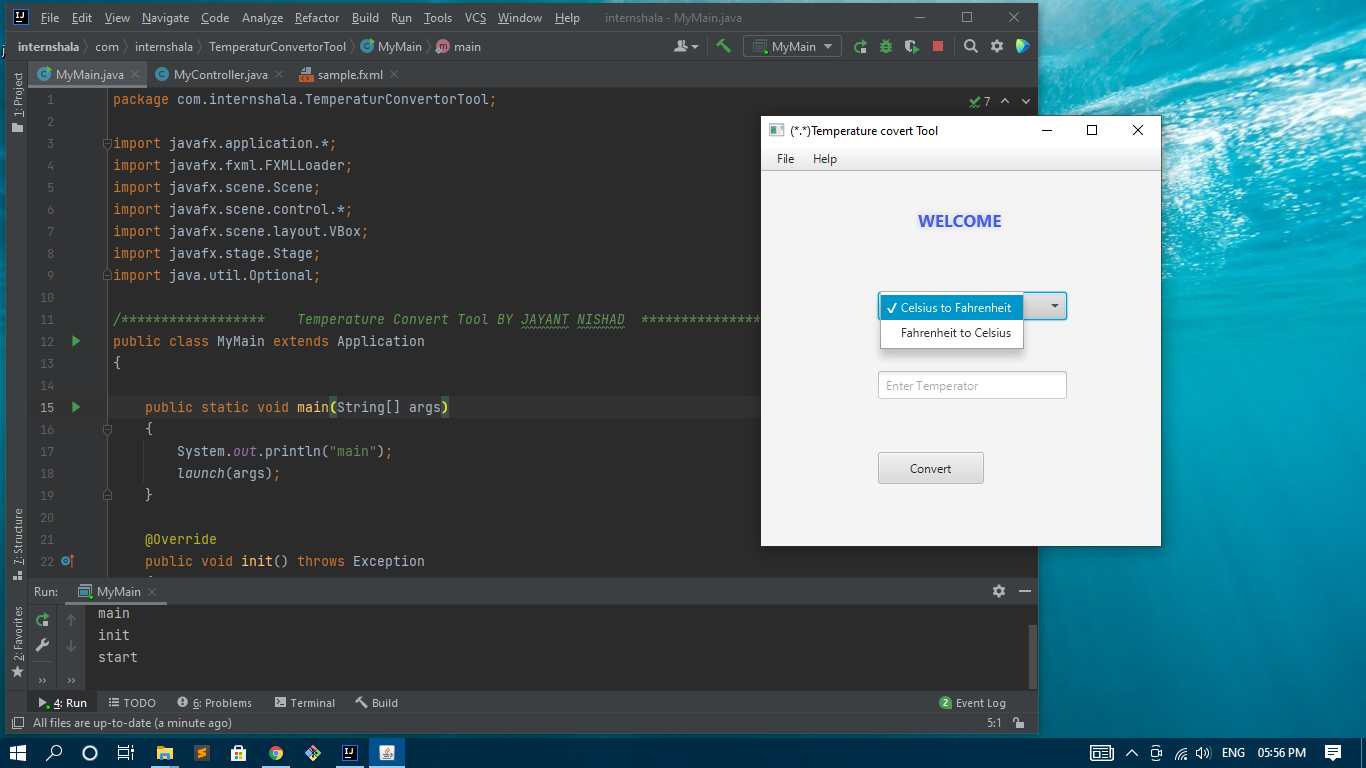 File Edit View Navigate Code Analyze Refactor Build Run Tools VCS Window Help internshala - MyMain.java
internshala com internshala TemperaturConvertorTool MyMain main MyMain
MyMain.java MyController.java sample.fxml
1: Project
7: Structure
2: Favorites
1 package com.internshala.TemperaturConvertorTool; 7
2
3 import javafx.application.*;
4 import javafx.fxml.FXMLLoader;
5 import javafx.scene.Scene;
6 import javafx.scene.control.*;
7 import javafx.scene.layout.VBox;
8 import javafx.stage.Stage;
9 import java.util.Optional;
10
11 /****************** Temperature Convert Tool BY JAYANT NISHAD ***************
12 public class MyMain extends Application
13 {
14
15 public static void main(String[] args)
16 {
17 System.out.println("main");
18 launch(args);
19 }
20
21 @Override
22 public void init() throws Exception
(*.*)Temperature covert Tool
File Help
WELCOME
✓ Celsius to Fahrenheit
Fahrenheit to Celsius
Enter Temperator
Convert
Run: MyMain
main
init
start
4: Run TODO 6: Problems Terminal Build 2 Event Log
All files are up-to-date (a minute ago) 5:1
ENG 05:56 PM